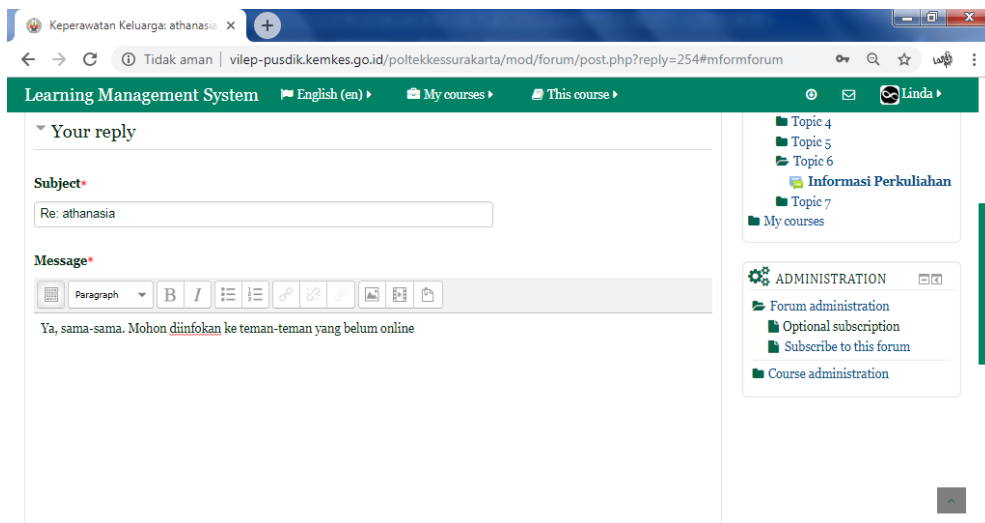 Keperawatan Keluarga: athanasia
Tidak aman | vilep-pusdik.kemkes.go.id/poltekkessurakarta/mod/forum/post.php?reply=254#mformforum
Learning Management System English (en) My courses This course Linda
Your reply
Subject*
Re: athanasia
Message*
Paragraph B I
Ya, sama-sama. Mohon diinfokan ke teman-teman yang belum online
Topic 4
Topic 5
Topic 6
Informasi Perkuliahan
Topic 7
My courses
ADMINISTRATION
Forum administration
Optional subscription
Subscribe to this forum
Course administration